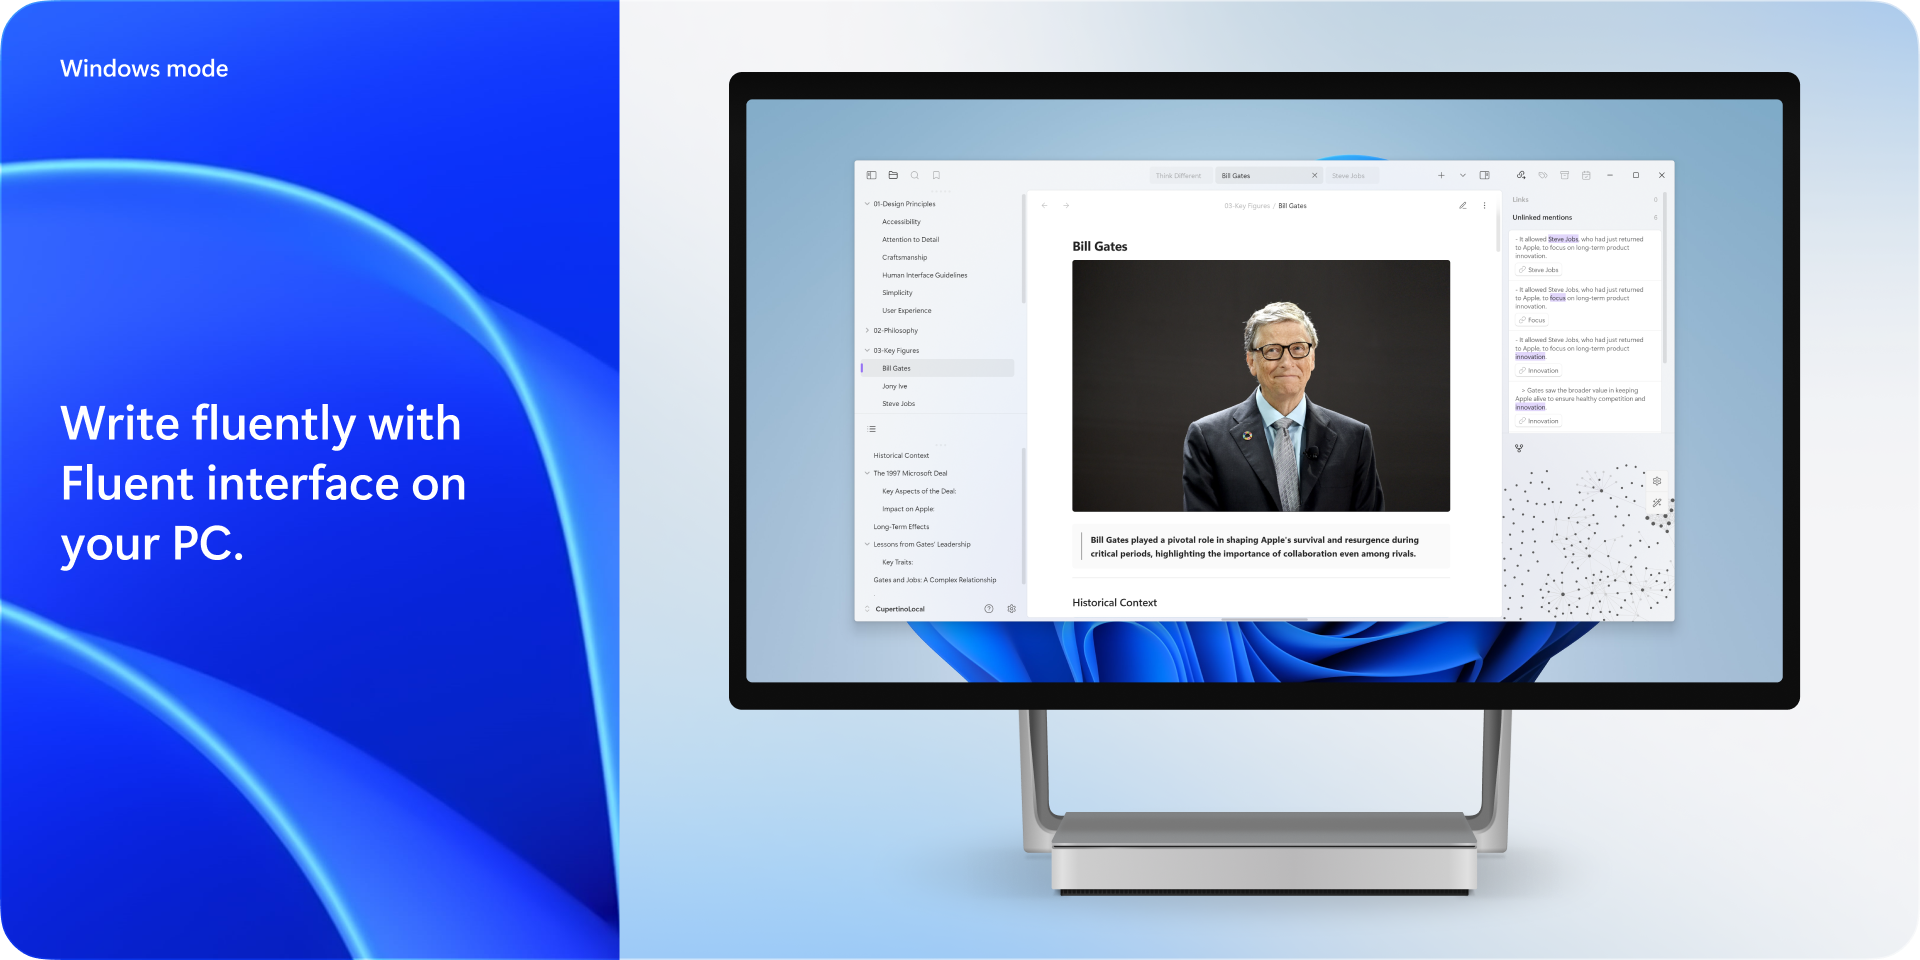 Windows mode
Write fluently with
Fluent interface on
your PC.
Think Different
Bill Gates
Steve Jobs
01-Design Principles
Accessibility
Attention to Detail
Craftsmanship
Human Interface Guidelines
Simplicity
User Experience
02-Philosophy
03-Key Figures
Bill Gates
Jony Ive
Steve Jobs
Historical Context
The 1997 Microsoft Deal
Key Aspects of the Deal:
Impact on Apple:
Long-Term Effects
Lessons from Gates' Leadership
Key Traits:
Gates and Jobs: A Complex Relationship
CupertinoLocal
03-Key Figures / Bill Gates
Bill Gates
Bill Gates played a pivotal role in shaping Apple's survival and resurgence during
critical periods, highlighting the importance of collaboration even among rivals.
Historical Context
Links 0
Unlinked mentions 6
- It allowed Steve Jobs, who had just returned
to Apple, to focus on long-term product
innovation.
Steve Jobs
- It allowed Steve Jobs, who had just returned
to Apple, to focus on long-term product
innovation.
Focus
- It allowed Steve Jobs, who had just returned
to Apple, to focus on long-term product
innovation.
Innovation
> Gates saw the broader value in keeping
Apple alive to ensure healthy competition and
innovation.
Innovation